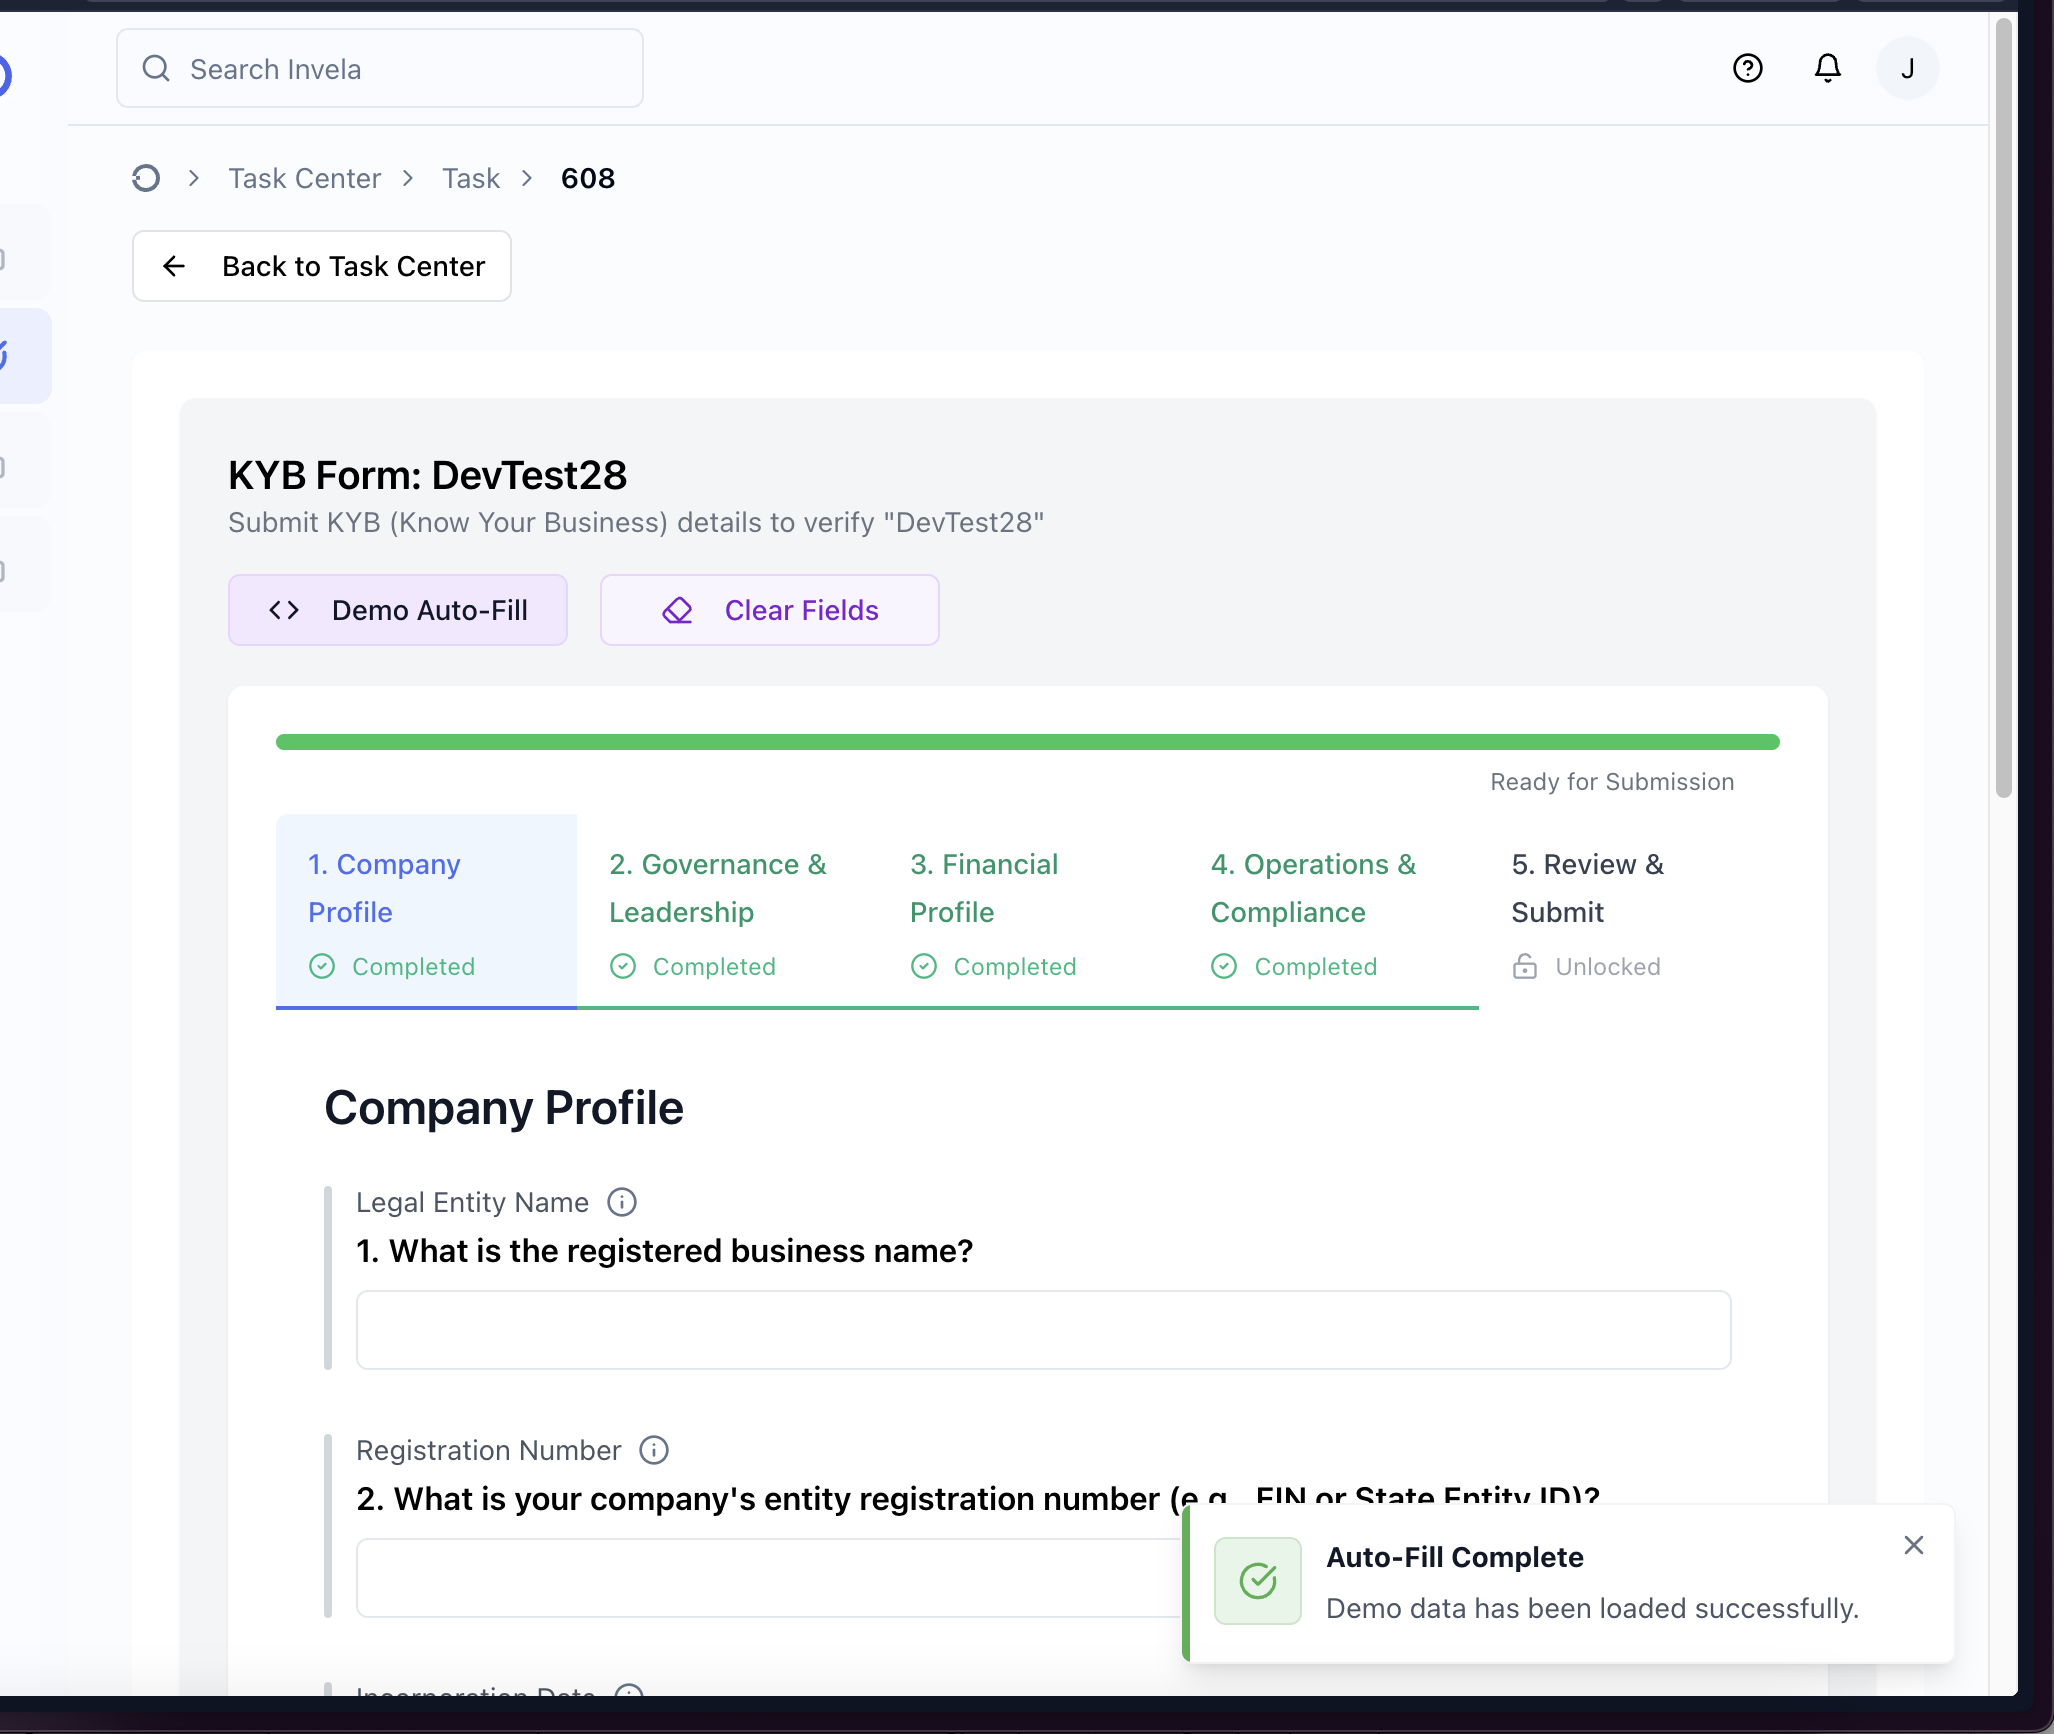 Search Invela
J
Task Center
Task
608
Back to Task Center
KYB Form: DevTest28
Submit KYB (Know Your Business) details to verify "DevTest28"
Demo Auto-Fill
Clear Fields
Ready for Submission
1. Company
Profile
Completed
2. Governance &
Leadership
Completed
3. Financial
Profile
Completed
4. Operations &
Compliance
Completed
5. Review &
Submit
Unlocked
Company Profile
Legal Entity Name
1. What is the registered business name?
Registration Number
2. What is your company's entity registration number (e.g., EIN or State Entity ID)?
Auto-Fill Complete
Demo data has been loaded successfully.
Incorporation Date